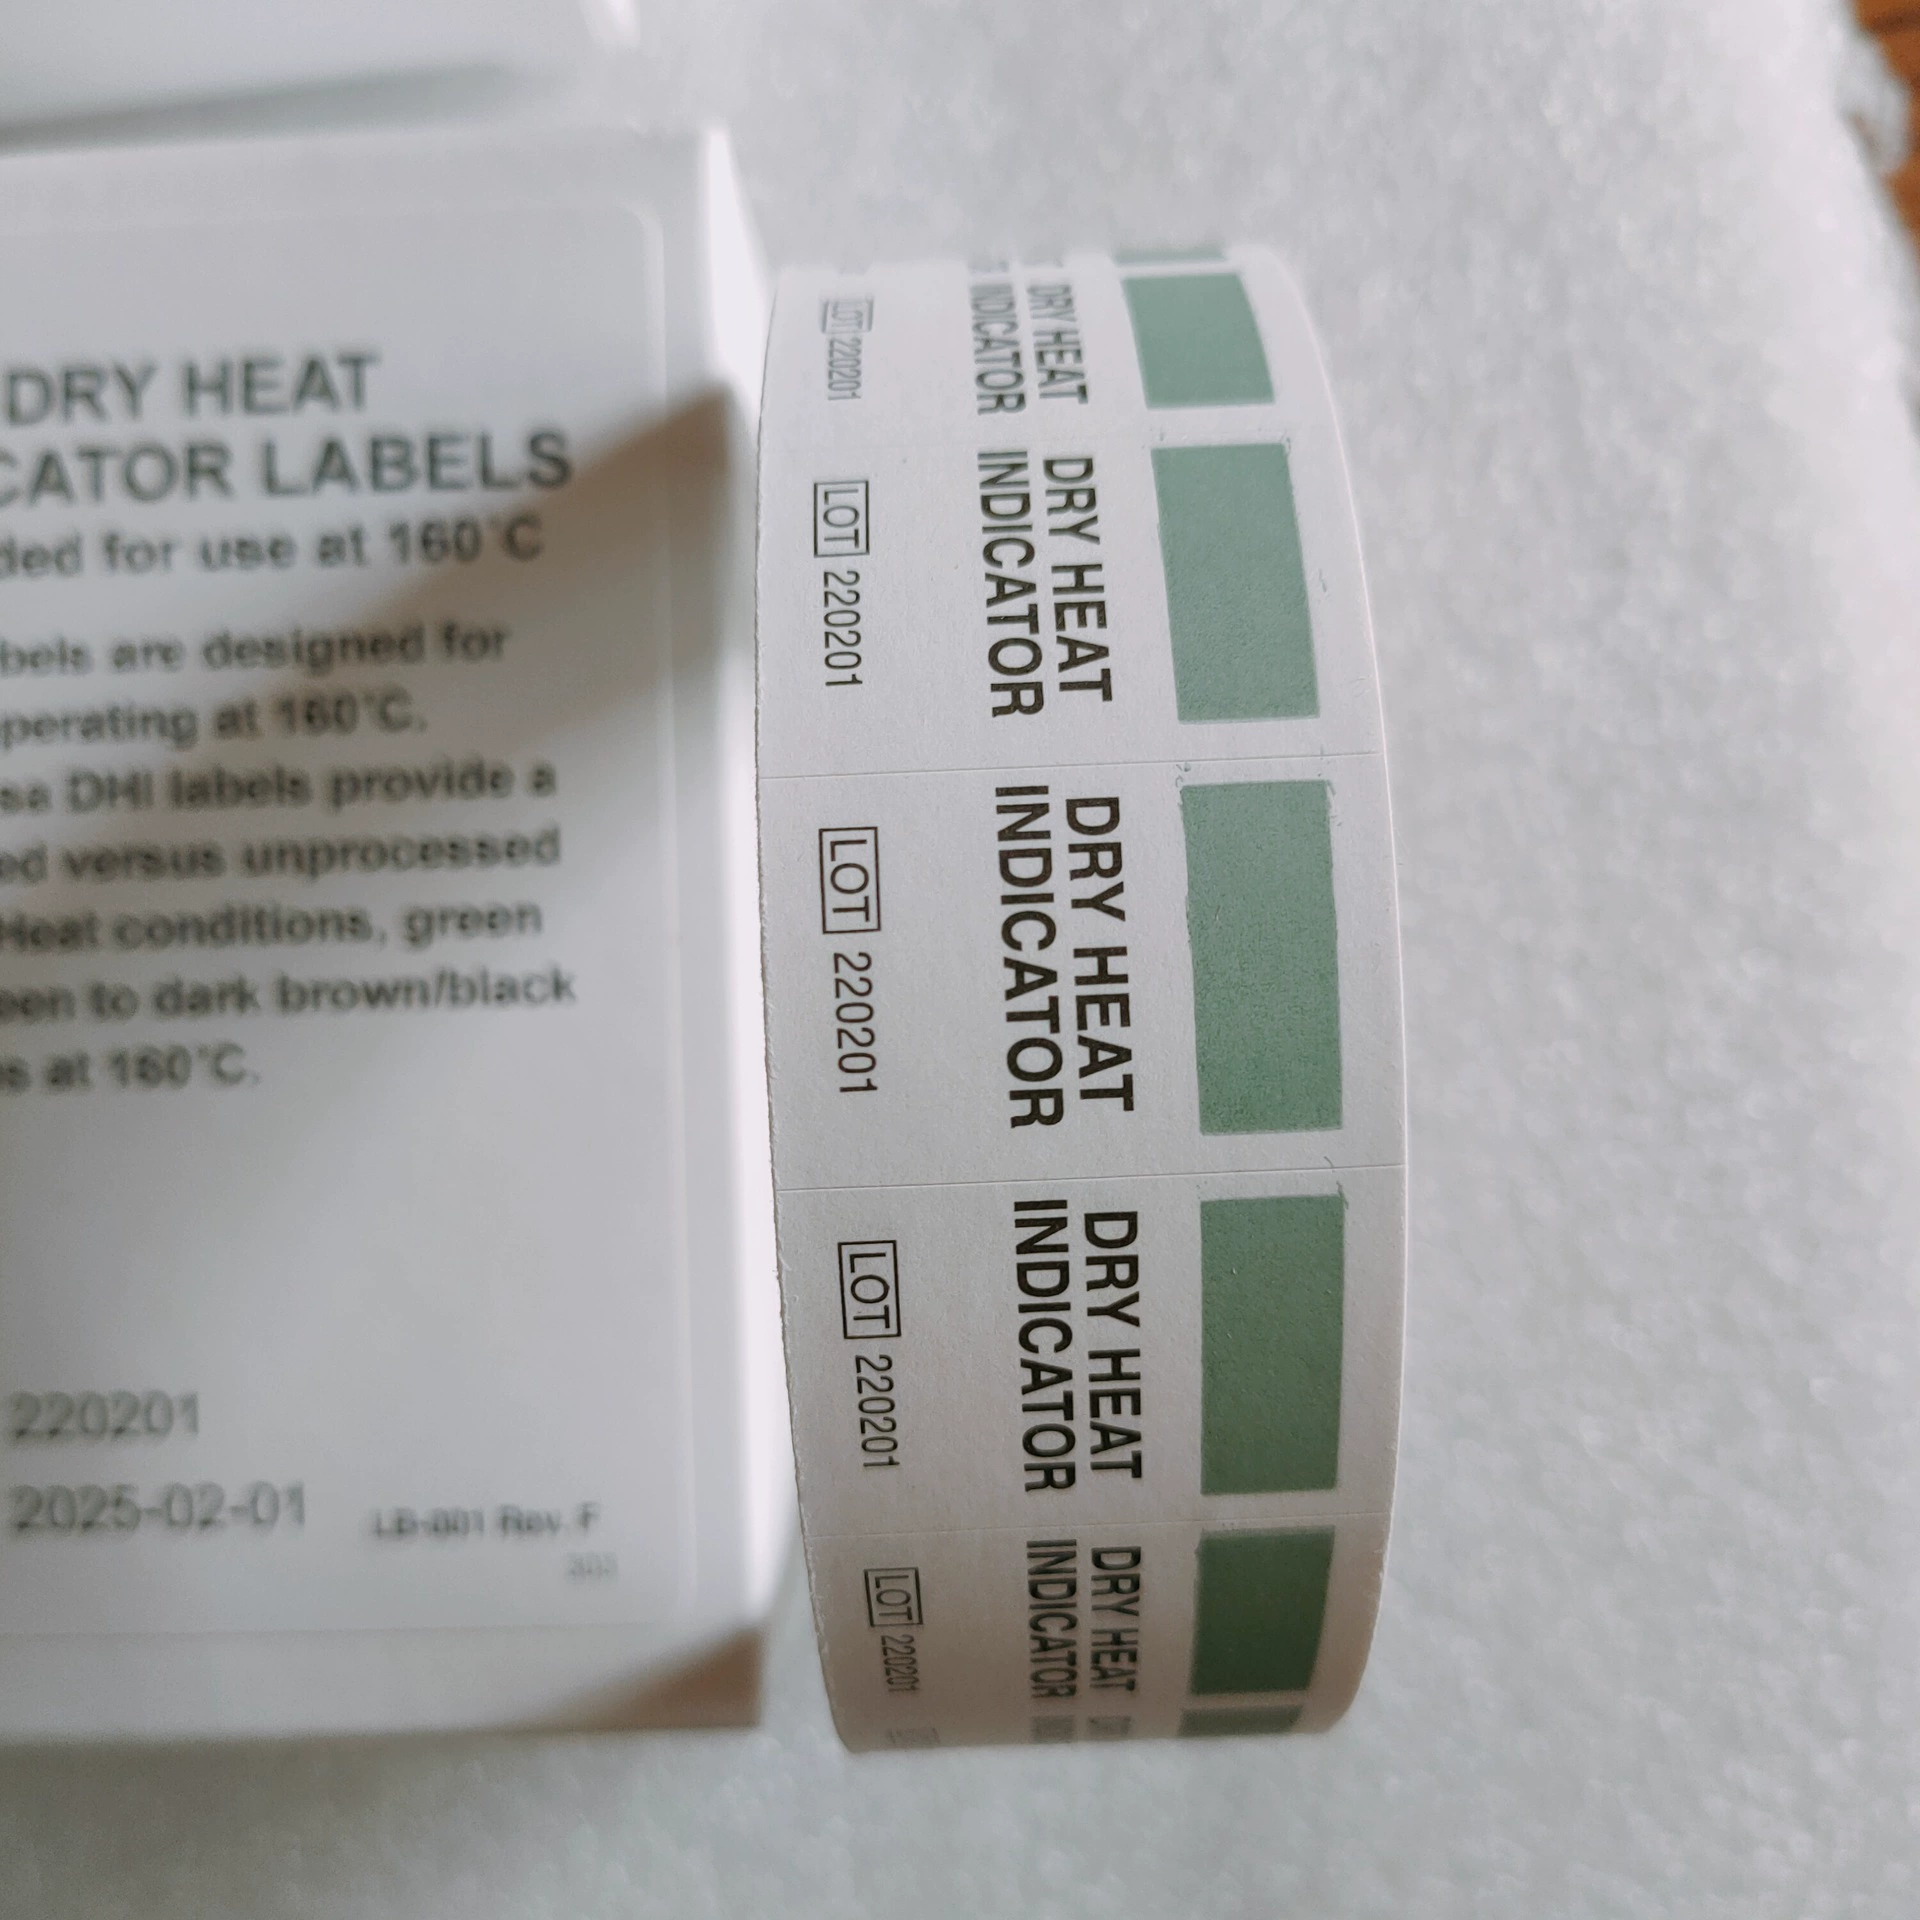 DRY HEAT
CATOR LABELS
ded for use at 160°C
bels are designed for
perating at 160°C.
sa DHI labels provide a
ed versus unprocessed
Heat conditions, green
een to dark brown/black
s at 160°C.
220201
2025-02-01
LB-001 Rev. F
DRY HEAT
INDICATOR
LOT 220201
DRY HEAT
INDICATOR
LOT 220201
DRY HEAT
INDICATOR
LOT 220201
DRY HEAT
INDICATOR
LOT 220201
DRY HEAT
INDICATOR
LOT 220201